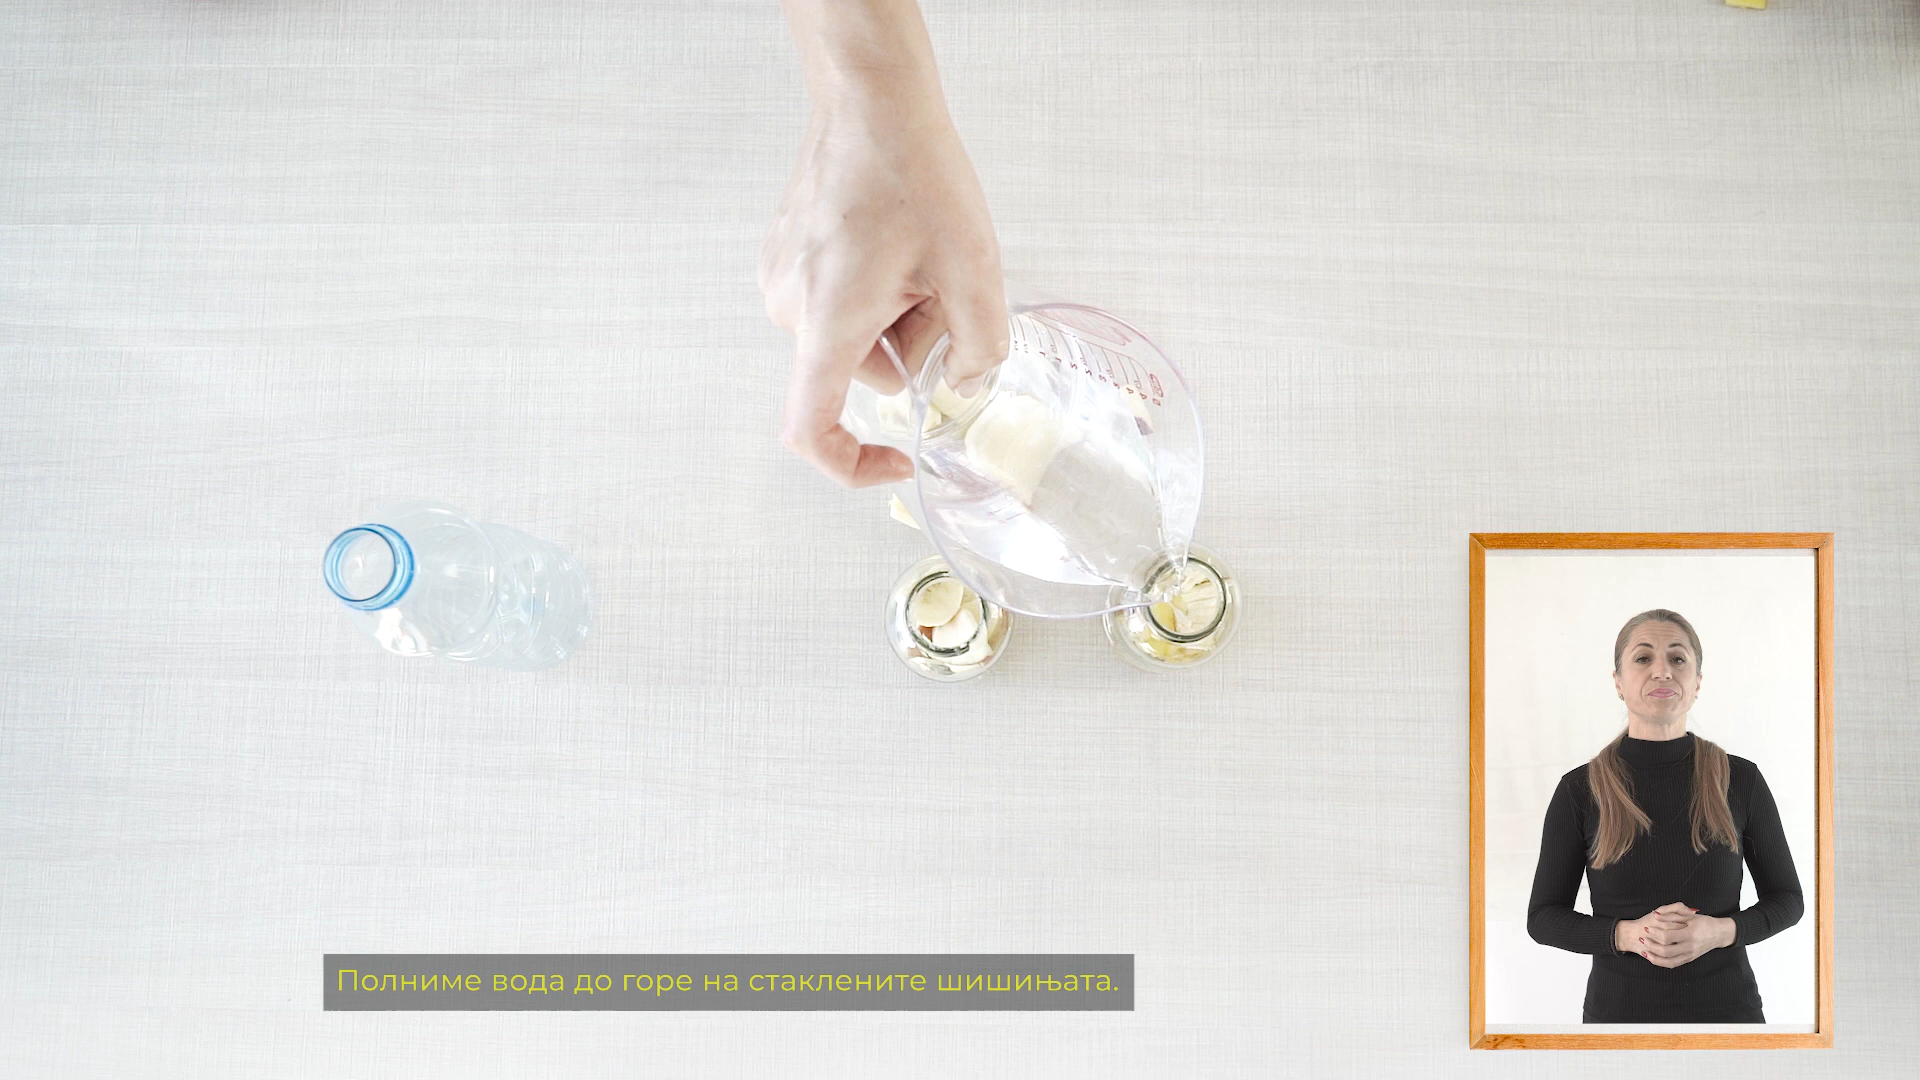 Полниме вода до горе на стаклените шишињата.